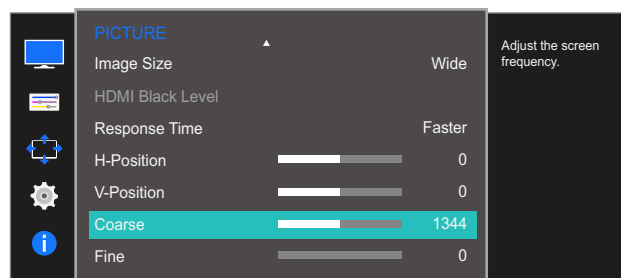 PICTURE
Image Size Wide
HDMI Black Level
Response Time Faster
H-Position 0
V-Position 0
Coarse 1344
Fine 0
Adjust the screen
frequency.